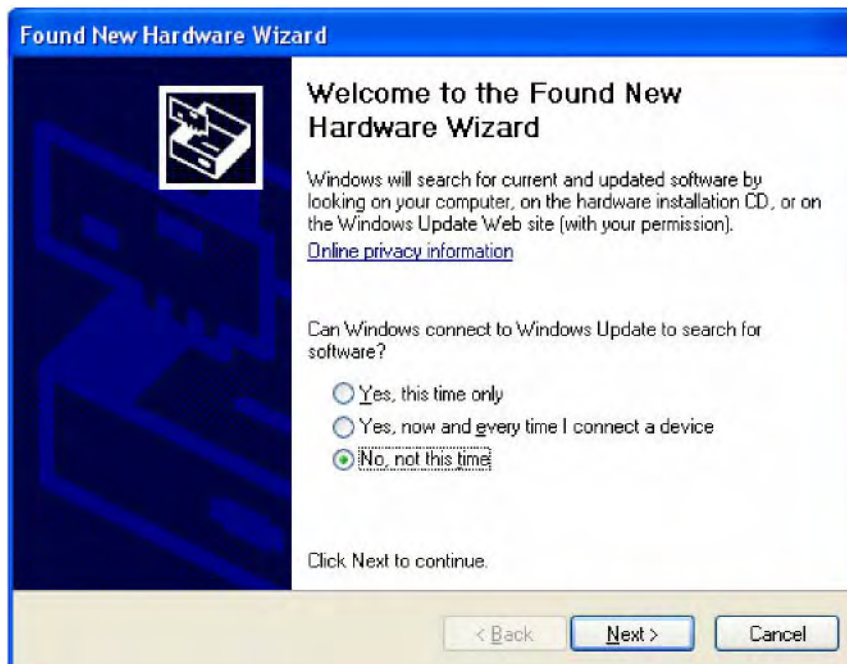 Found New Hardware Wizard
Welcome to the Found New
Hardware Wizard
Windows will search for current and updated software by
looking on your computer, on the hardware installation CD, or on
the Windows Update Web site (with your permission).
Online privacy information
Can Windows connect to Windows Update to search for
software?
Yes, this time only
Yes, now and every time I connect a device
No, not this time
Click Next to continue.
< Back
Next >
Cancel